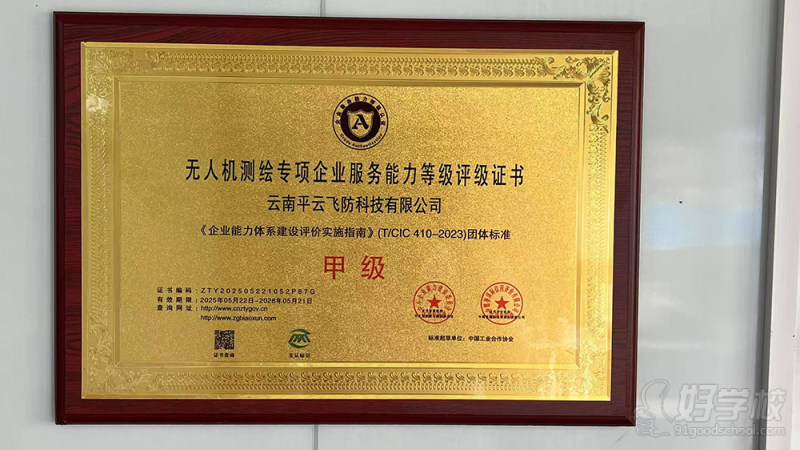 A
无人机测绘专项企业服务能力等级评级证书
云南平云飞防科技有限公司
《企业能力体系建设评价实施指南》(T/CIC 410-2023)团体标准
甲级
证书编码：ZTY202505221052P87G
有效期限：2025年05月22日-2028年05月21日
查询网址：http://www.cnztygov.cn
http://www.zgbiaoxun.com
证书查询
标准起草单位：中国工业合作协会
好学校
91goodschool.com